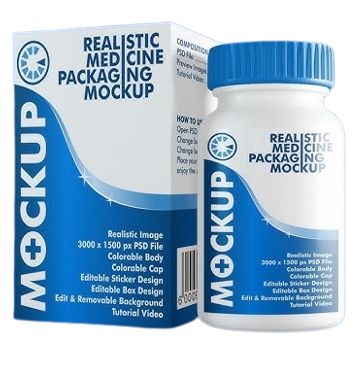 REALISTIC
MEDICINE
PACKAGING
MOCKUP
MOCKUP
Realistic Image
3000 x 1500 px PSD File
Colorable Body
Colorable Cap
Editable Sticker Design
Editable Box Design
Edit & Removable Background
Tutorial Video
COMPOSITION
PSD File
Preview Images
Tutorial Video
HOW TO
Open PSD
Change
Change
Place your
enjoy the
REALISTIC
MEDICINE
PACKAGING
MOCKUP
MOCKUP
Realistic Image
3000 x 1500 px PSD File
Colorable Body
Colorable Cap
Editable Sticker Design
Editable Box Design
Edit & Removable Background
Tutorial Video